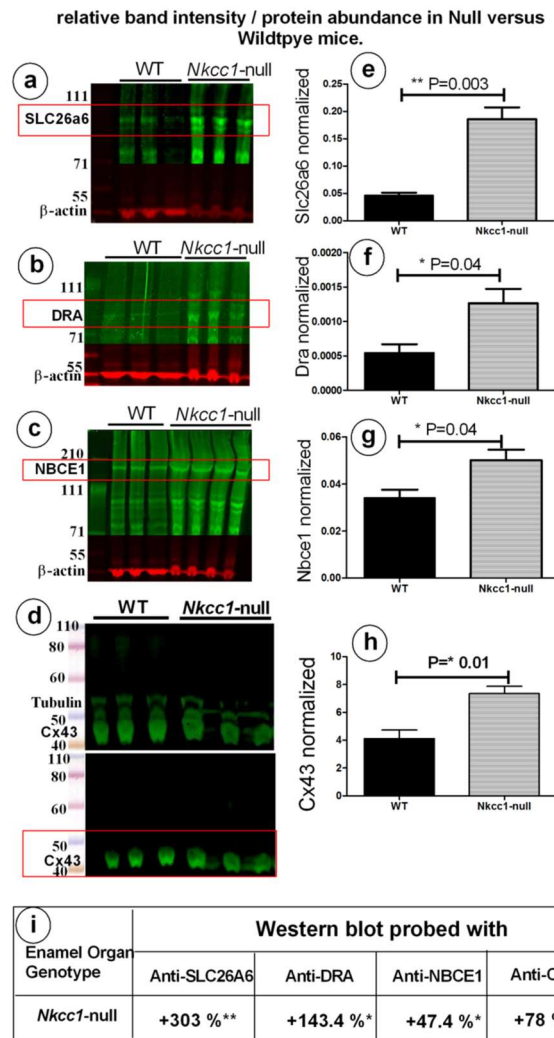 relative band intensity / protein abundance in Null versus
Wildtpye mice.
a
WT Nkcc1-null
111
SLC26a6
71
55
β-actin
e
** P=0.003
Slc26a6 normalized
0.25
0.20
0.15
0.10
0.05
0.00
WT Nkcc1-null
b
WT Nkcc1-null
111
DRA
71
55
β-actin
f
* P=0.04
Dra normalized
0.0020
0.0015
0.0010
0.0005
0.0000
WT Nkcc1-null
c
WT Nkcc1-null
210
NBCE1
111
71
55
β-actin
g
* P=0.04
Nbce1 normalized
0.06
0.04
0.02
0.00
WT Nkcc1-null
d
WT Nkcc1-null
110
80
60
Tubulin
50
Cx43
40
110
80
60
50
Cx43
40
h
P=* 0.01
Cx43 normalized
10
8
6
4
2
0
WT Nkcc1-null
i
Western blot probed with
Enamel Organ
Genotype
Anti-SLC26A6 Anti-DRA Anti-NBCE1 Anti-C
Nkcc1-null +303 %** +143.4 %* +47.4 %* +78 %